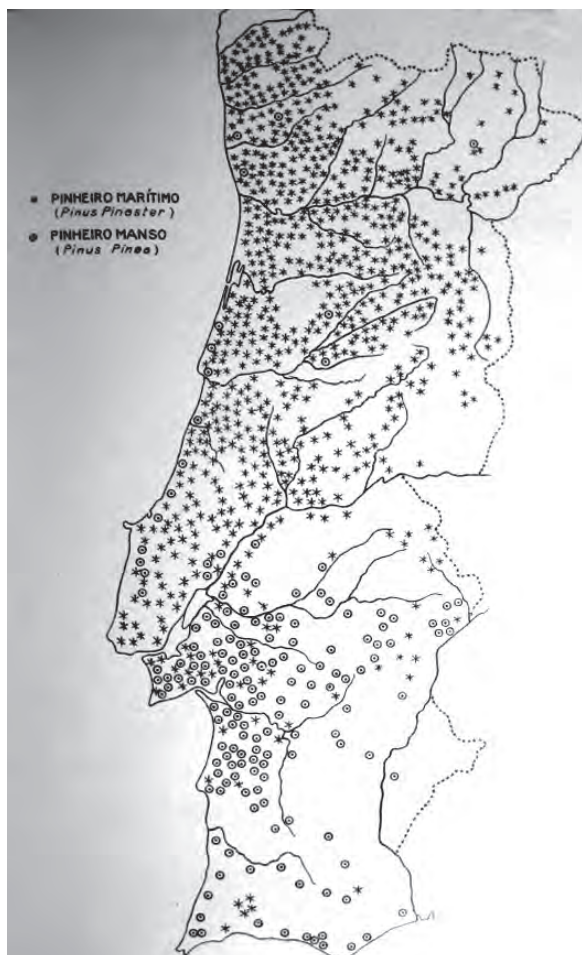 PINHEIRO MARÍTIMO
(Pinus Pinaster)
PINHEIRO MANSO
(Pinus Pinea)